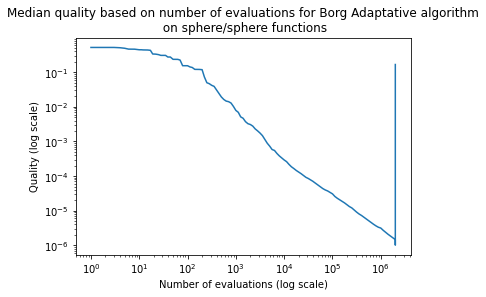 Median quality based on number of evaluations for Borg Adaptative algorithm
on sphere/sphere functions
Quality (log scale)
10⁻¹
10⁻²
10⁻³
10⁻⁴
10⁻⁵
10⁻⁶
10⁰ 10¹ 10² 10³ 10⁴ 10⁵ 10⁶
Number of evaluations (log scale)